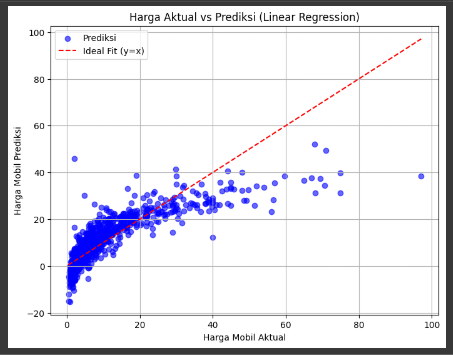 Harga Aktual vs Prediksi (Linear Regression)
Prediksi
Ideal Fit (y=x)
100
80
60
40
20
0
−20
Harga Mobil Prediksi
0
20
40
60
80
100
Harga Mobil Aktual